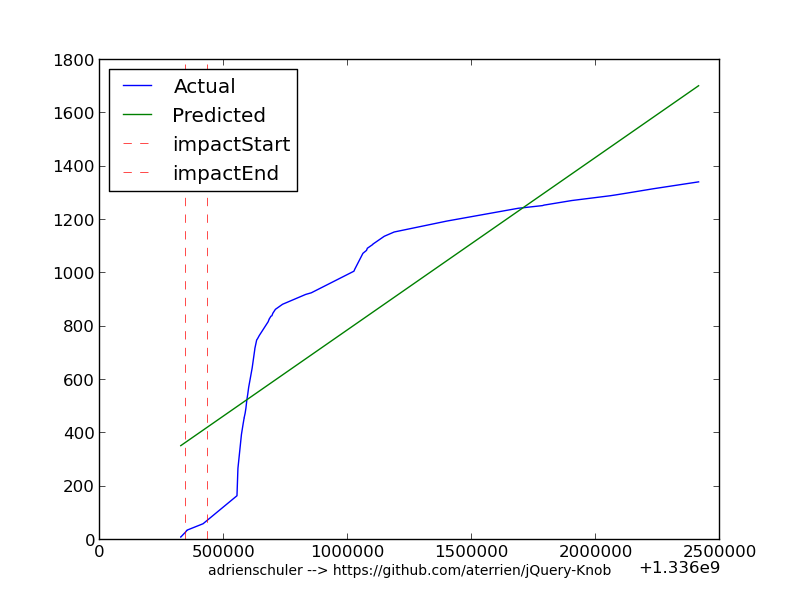 1800
1600
1400
1200
1000
800
600
400
200
0
Actual
Predicted
impactStart
impactEnd
0 500000 1000000 1500000 2000000 2500000
+1.336e9
adrienschuler --> https://github.com/aterrien/jQuery-Knob